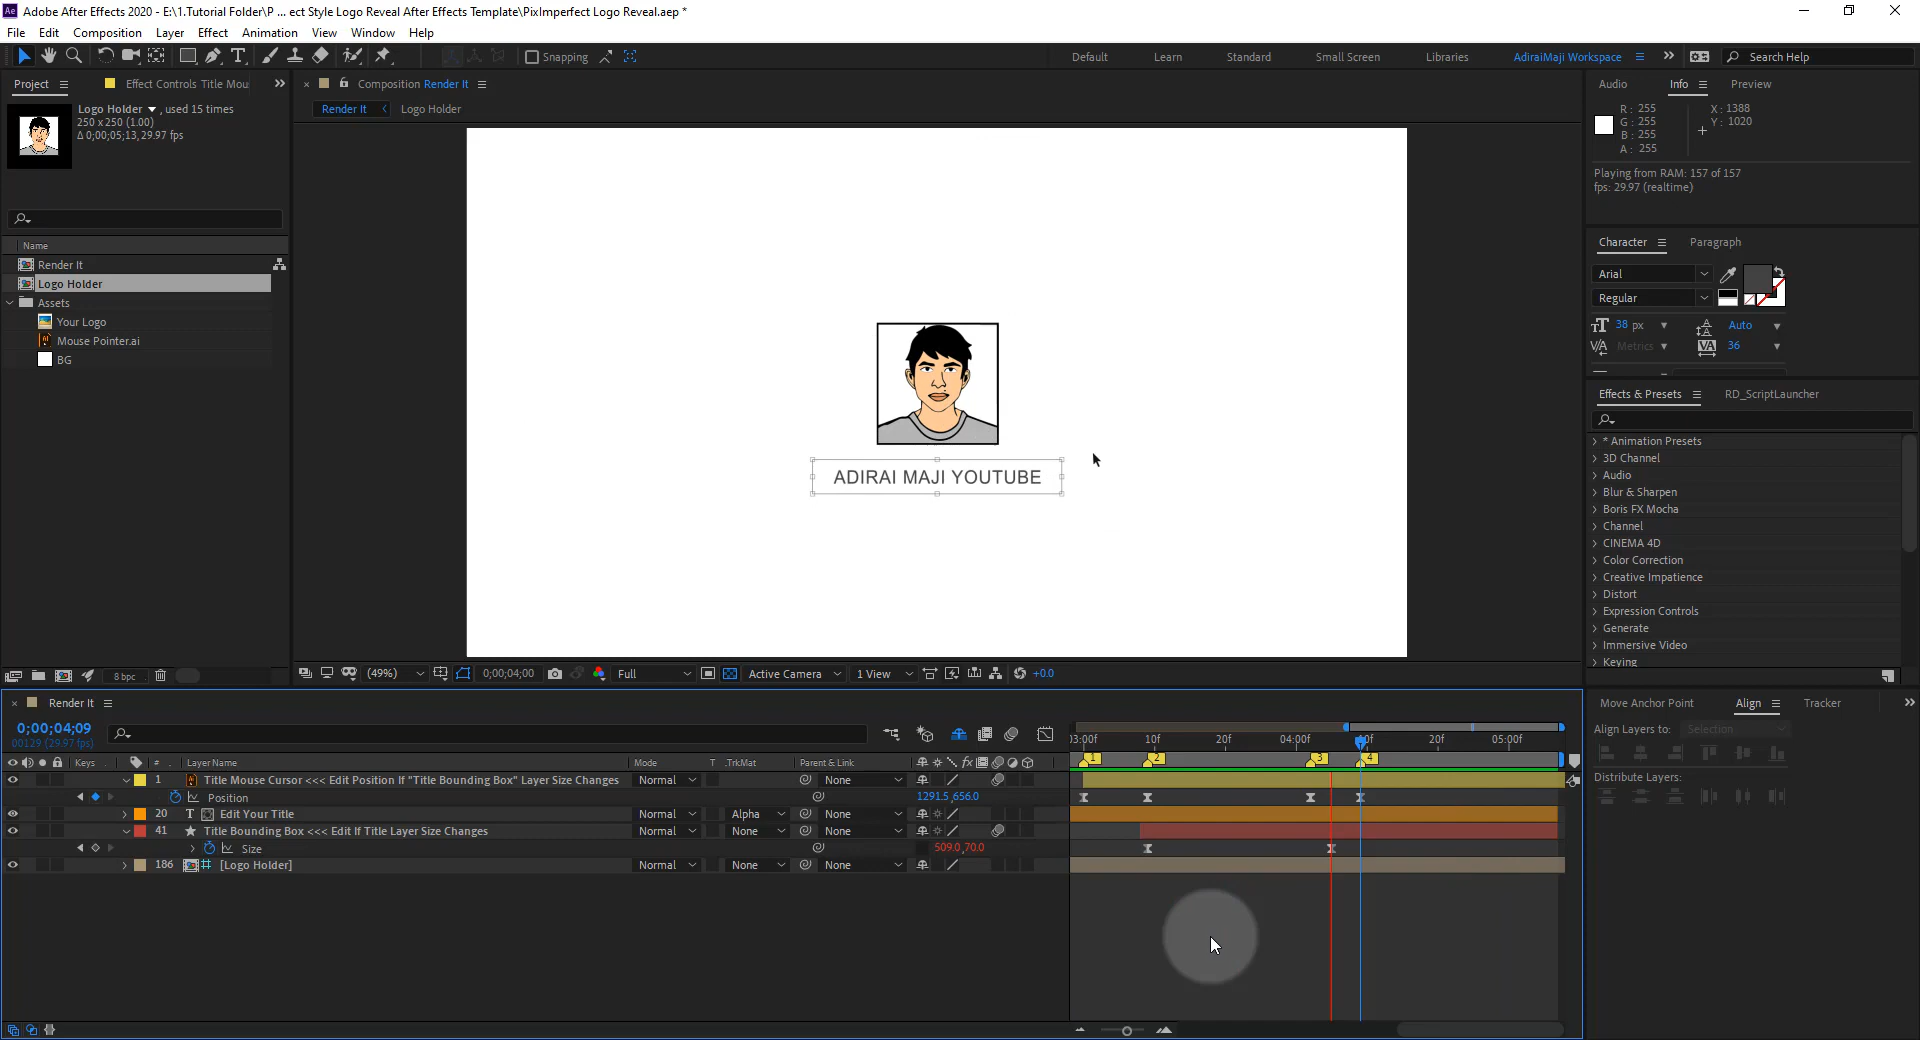 Adobe After Effects 2020 - E:\1.Tutorial Folder\P ... ect Style Logo Reveal After Effects Template\PixImperfect Logo Reveal.aep *
File Edit Composition Layer Effect Animation View Window Help
Snapping
Default Learn Standard Small Screen Libraries AdiraiMaji Workspace Search Help
Project Effect Controls Title Mou
Composition Render It
Audio Info Preview
Logo Holder , used 15 times
250 x 250 (1.00)
Δ 0;00;05;13, 29.97 fps
Render It Logo Holder
R : 255
G : 255
B : 255
A : 255
X : 1388
Y : 1020
Playing from RAM: 157 of 157
fps: 29.97 (realtime)
Name
Render It
Logo Holder
Assets
Your Logo
Mouse Pointer.ai
BG
ADIRAI MAJI YOUTUBE
Character Paragraph
Arial
Regular
38 px Auto
Metrics 36
Effects & Presets RD_ScriptLauncher
* Animation Presets
3D Channel
Audio
Blur & Sharpen
Boris FX Mocha
Channel
CINEMA 4D
Color Correction
Creative Impatience
Distort
Expression Controls
Generate
Immersive Video
Keying
8 bpc
(49%) 0;00;04;00 Full Active Camera 1 View +0.0
Render It
0;00;04;09
00129 (29.97 fps)
03:00f 10f 20f 04:00f 10f 20f 05:00f
1 2 3 4
Keys # Layer Name Mode T .TrkMat Parent & Link
1 Title Mouse Cursor <<< Edit Position If "Title Bounding Box" Layer Size Changes Normal None
Position 1291.5,656.0
20 Edit Your Title Normal Alpha None
41 Title Bounding Box <<< Edit If Title Layer Size Changes Normal None None
Size 509.0,70.0
186 [Logo Holder] Normal None None
Move Anchor Point Align Tracker
Align Layers to: Selection
Distribute Layers: